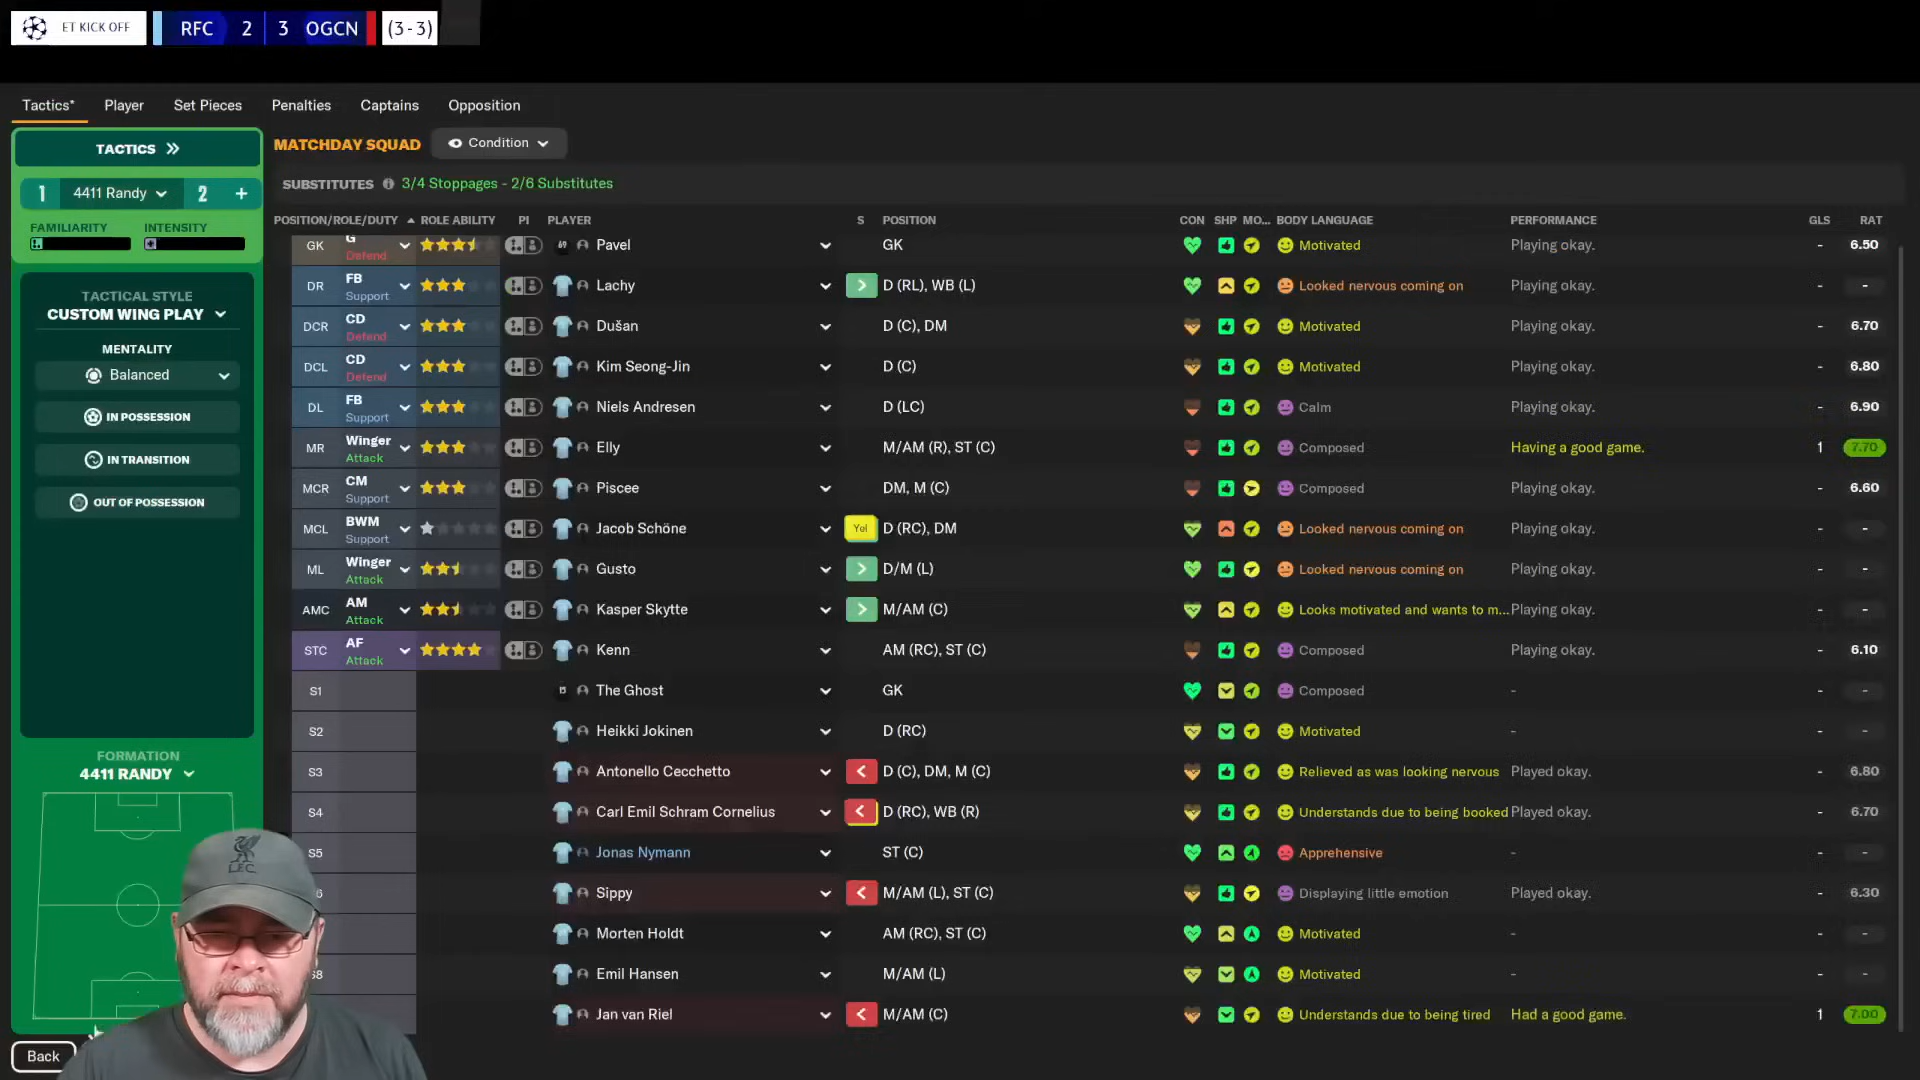 ET KICK OFF RFC 2 3 OGCN (3-3)
Tactics* Player Set Pieces Penalties Captains Opposition
TACTICS
MATCHDAY SQUAD Condition
1 4411 Randy 2 +
SUBSTITUTES 3/4 Stoppages - 2/6 Substitutes
FAMILIARITY INTENSITY
POSITION/ROLE/DUTY ROLE ABILITY PI PLAYER S POSITION CON SHP MO... BODY LANGUAGE PERFORMANCE GLS RAT
GK G Defend Pavel GK Motivated Playing okay. - 6.50
DR FB Support Lachy D (RL), WB (L) Looked nervous coming on Playing okay. - -
DCR CD Defend Dušan D (C), DM Motivated Playing okay. - 6.70
DCL CD Defend Kim Seong-Jin D (C) Motivated Playing okay. - 6.80
DL FB Support Niels Andresen D (LC) Calm Playing okay. - 6.90
MR Winger Attack Elly M/AM (R), ST (C) Composed Having a good game. 1 7.70
MCR CM Support Piscee DM, M (C) Composed Playing okay. - 6.60
MCL BWM Support Jacob Schöne Yel D (RC), DM Looked nervous coming on Playing okay. - -
ML Winger Attack Gusto D/M (L) Looked nervous coming on Playing okay. - -
AMC AM Attack Kasper Skytte M/AM (C) Looks motivated and wants to m... Playing okay. - -
STC AF Attack Kenn AM (RC), ST (C) Composed Playing okay. - 6.10
S1 The Ghost GK Composed - - -
S2 Heikki Jokinen D (RC) Motivated - - -
S3 Antonello Cecchetto D (C), DM, M (C) Relieved as was looking nervous Played okay. - 6.80
S4 Carl Emil Schram Cornelius D (RC), WB (R) Understands due to being booked Played okay. - 6.70
S5 Jonas Nymann ST (C) Apprehensive - - -
Sippy M/AM (L), ST (C) Displaying little emotion Played okay. - 6.30
Morten Holdt AM (RC), ST (C) Motivated - - -
Emil Hansen M/AM (L) Motivated - - -
Jan van Riel M/AM (C) Understands due to being tired Had a good game. 1 7.00
TACTICAL STYLE
CUSTOM WING PLAY
MENTALITY
Balanced
IN POSSESSION
IN TRANSITION
OUT OF POSSESSION
FORMATION
4411 RANDY
L.F.C.
Back